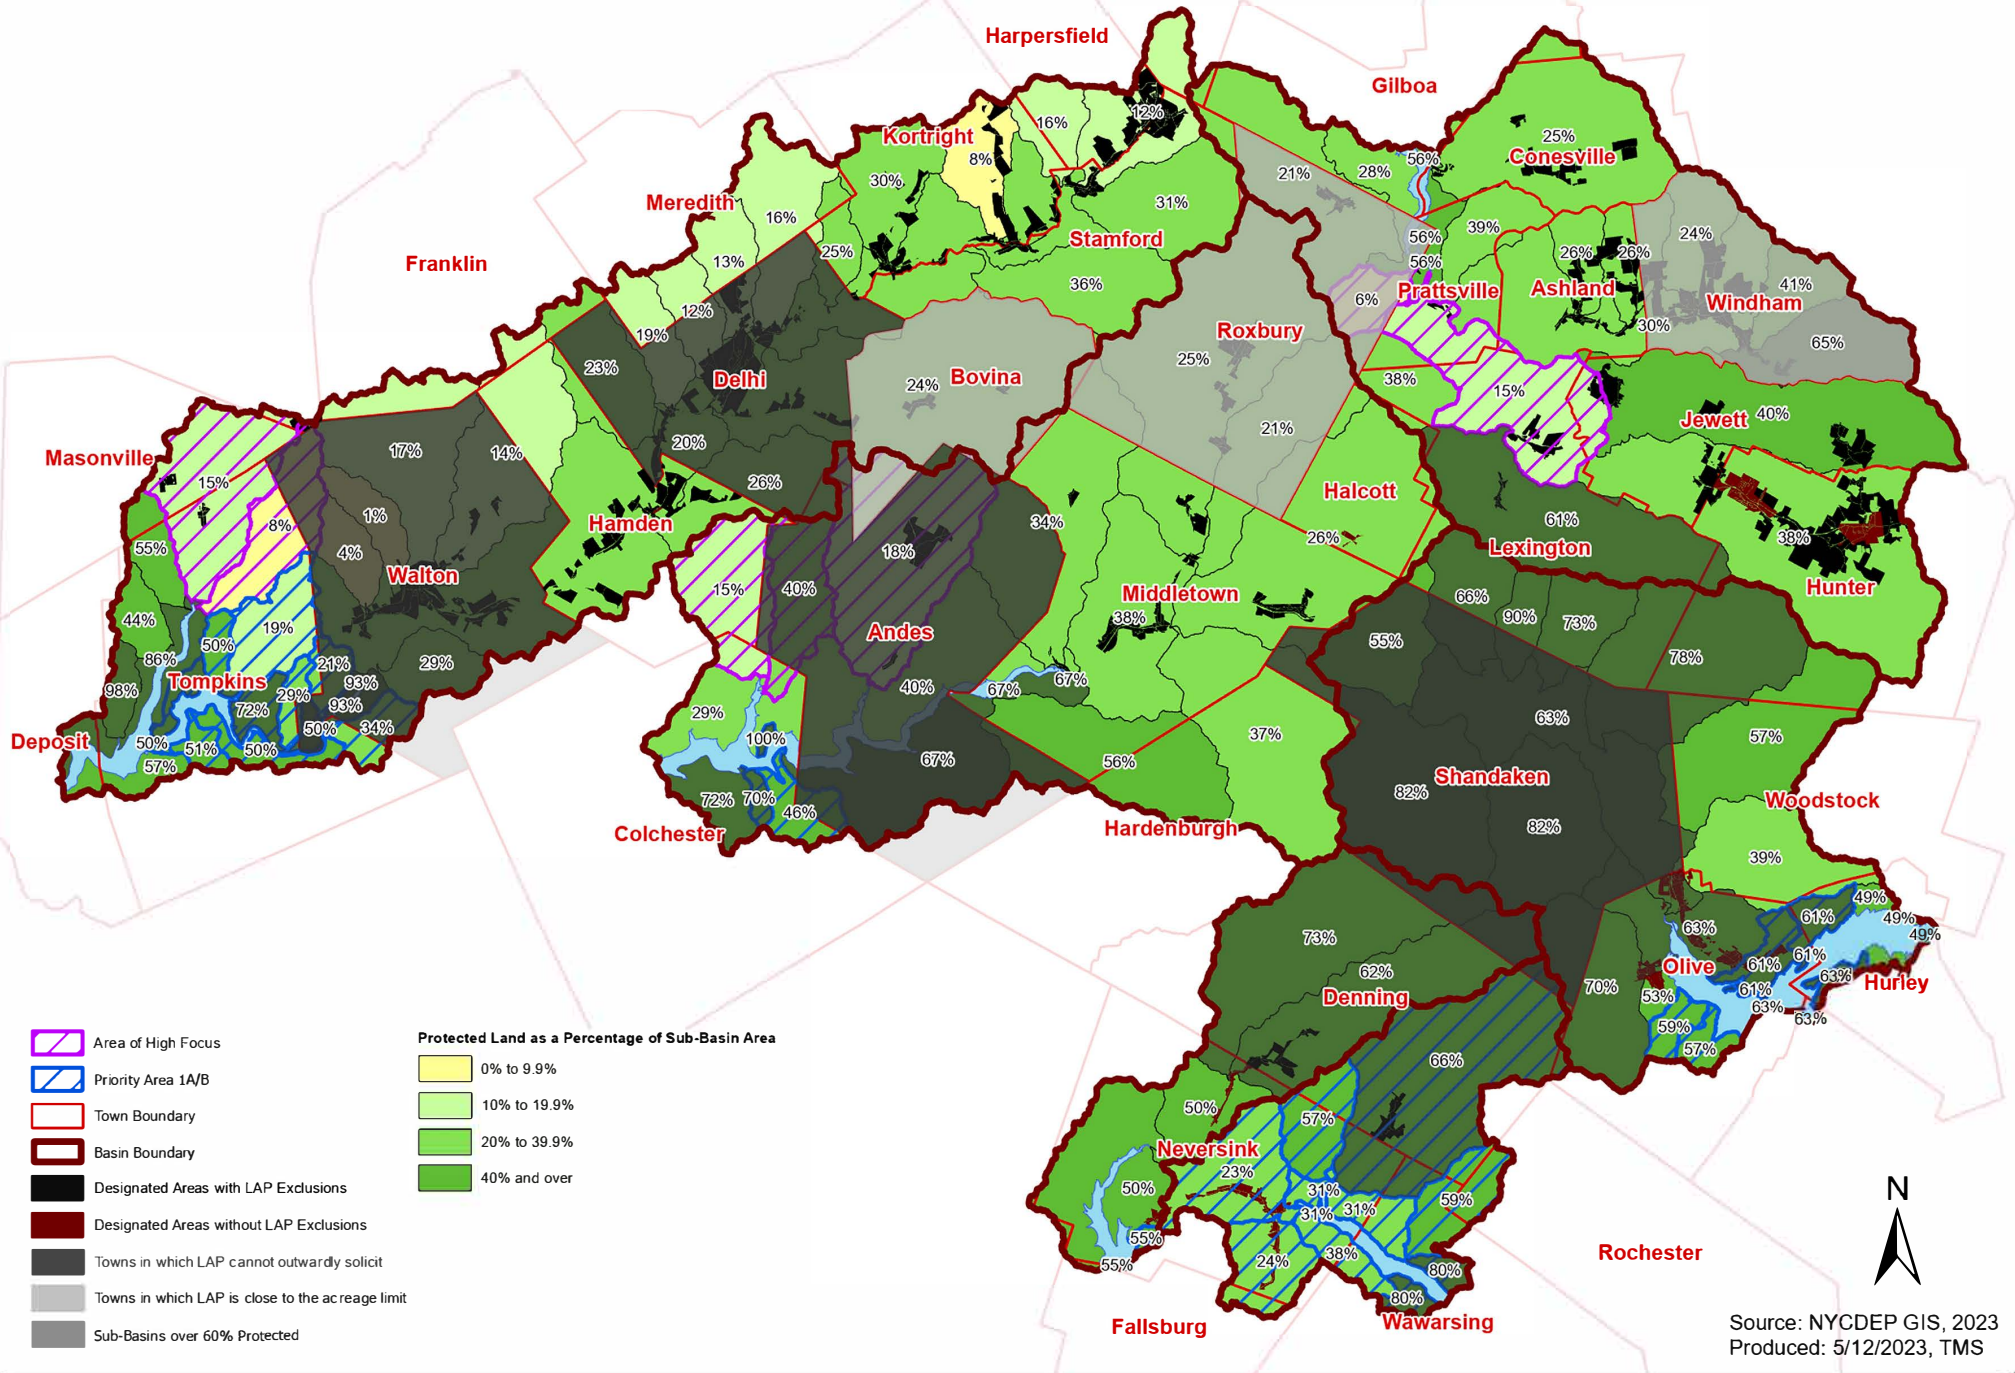 Harpersfield
Gilboa
12%
16%
Kortright
25%
Conesville
8%
56%
28%
21%
30%
Meredith
31%
16%
39%
Stamford
56%
24%
26%
26%
25%
13%
56%
Franklin
36%
41%
Prattsville
Ashland
Windham
6%
12%
19%
Roxbury
30%
65%
25%
23%
Delhi
Bovina
24%
38%
15%
40%
Jewett
21%
17%
14%
20%
Masonville
15%
26%
Halcott
1%
8%
Hamden
34%
61%
26%
38%
Lexington
55%
4%
18%
Walton
15%
40%
Middletown
66%
Hunter
44%
38%
90%
73%
19%
Andes
55%
50%
86%
21%
29%
78%
Tompkins
93%
67%
67%
98%
29%
40%
93%
72%
29%
63%
50%
34%
37%
57%
Deposit
50%
51%
50%
100%
57%
67%
56%
Shandaken
82%
72%
70%
46%
Woodstock
Colchester
Hardenburgh
82%
39%
49%
61%
49%
63%
49%
73%
61%
62%
Olive
61%
63%
Hurley
Denning
70%
53%
61%
63%
63%
59%
57%
66%
50%
57%
Neversink
23%
50%
31%
59%
31%
31%
55%
38%
24%
55%
80%
80%
Fallsburg
Wawarsing
Rochester
N
Area of High Focus
Priority Area 1A/B
Town Boundary
Basin Boundary
Designated Areas with LAP Exclusions
Designated Areas without LAP Exclusions
Towns in which LAP cannot outwardly solicit
Towns in which LAP is close to the acreage limit
Sub-Basins over 60% Protected
Protected Land as a Percentage of Sub-Basin Area
0% to 9.9%
10% to 19.9%
20% to 39.9%
40% and over
Source: NYCDEP GIS, 2023
Produced: 5/12/2023, TMS